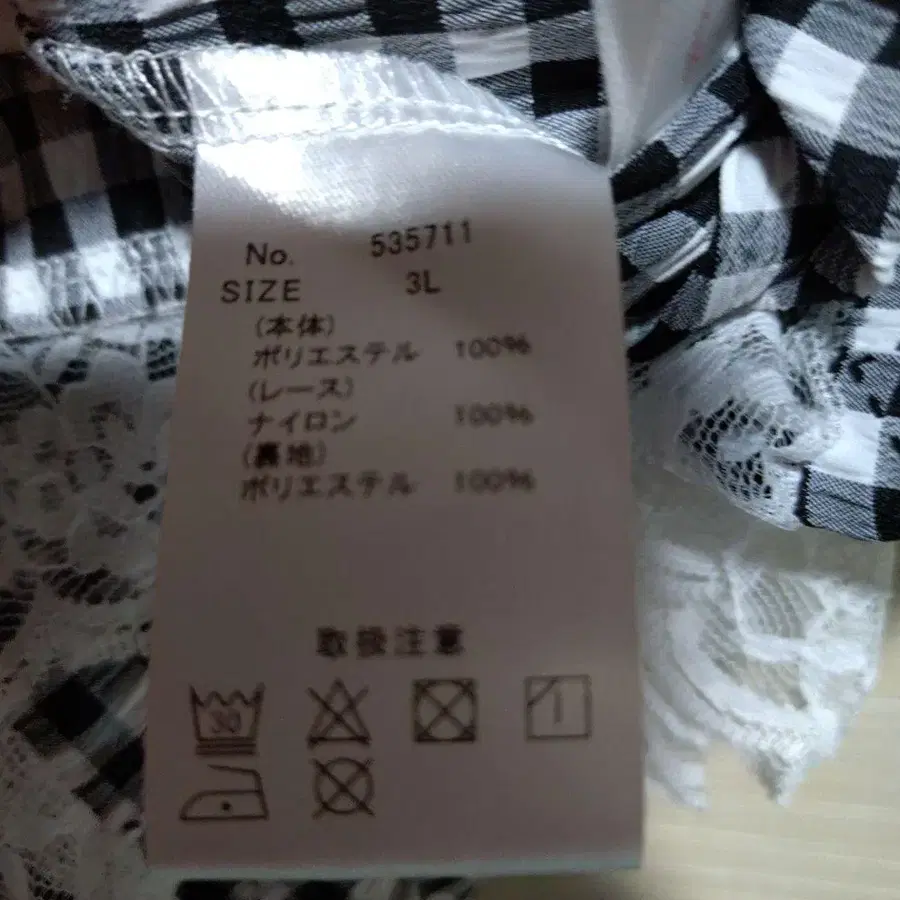 No. 535711
SIZE 3L
(本体)
ポリエステル 100%
(レース)
ナイロン 100%
(裏地)
ポリエステル 100%
取扱注意
30